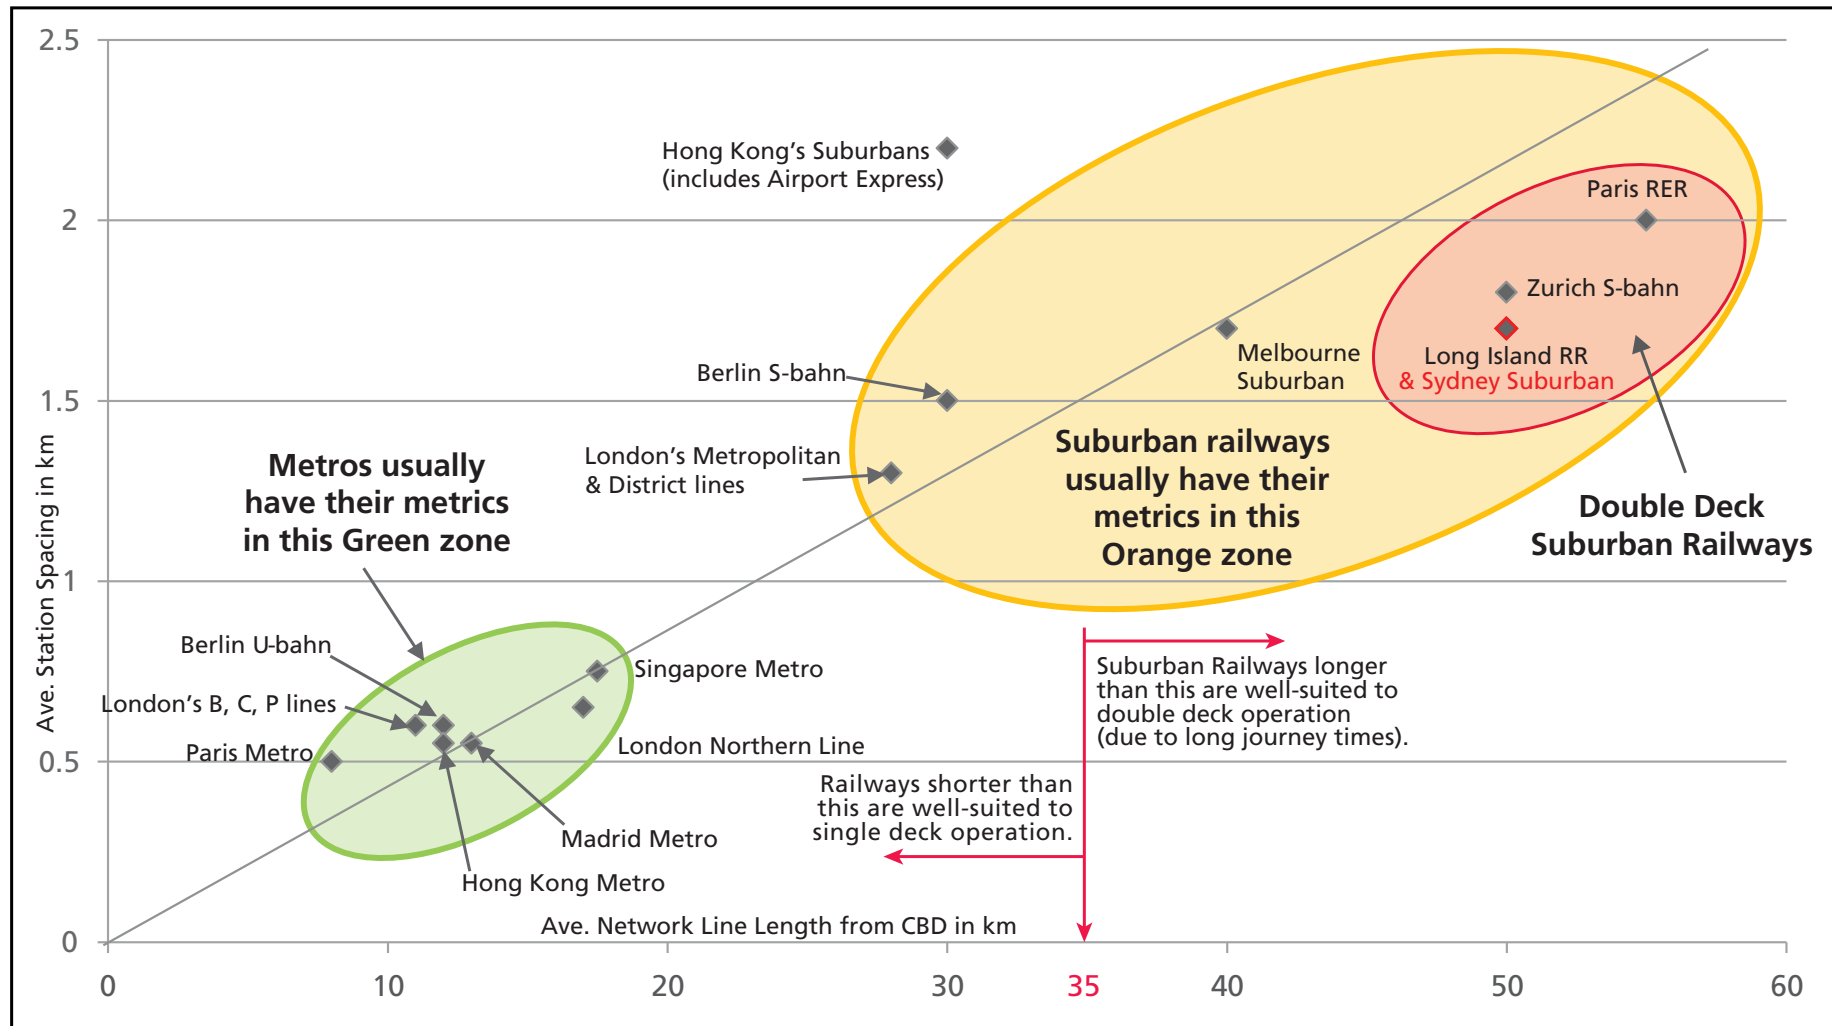 2.5
2
1.5
1
0.5
0
Ave. Station Spacing in km
Hong Kong's Suburbans
(includes Airport Express)
Paris RER
Zurich S-bahn
Long Island RR
& Sydney Suburban
Melbourne
Suburban
Berlin S-bahn
London's Metropolitan
& District lines
Metros usually
have their metrics
in this Green zone
Suburban railways
usually have their
metrics in this
Orange zone
Double Deck
Suburban Railways
Berlin U-bahn
London's B, C, P lines
Paris Metro
Singapore Metro
London Northern Line
Madrid Metro
Hong Kong Metro
Suburban Railways longer
than this are well-suited to
double deck operation
(due to long journey times).
Railways shorter than
this are well-suited to
single deck operation.
Ave. Network Line Length from CBD in km
0
10
20
30
35
40
50
60